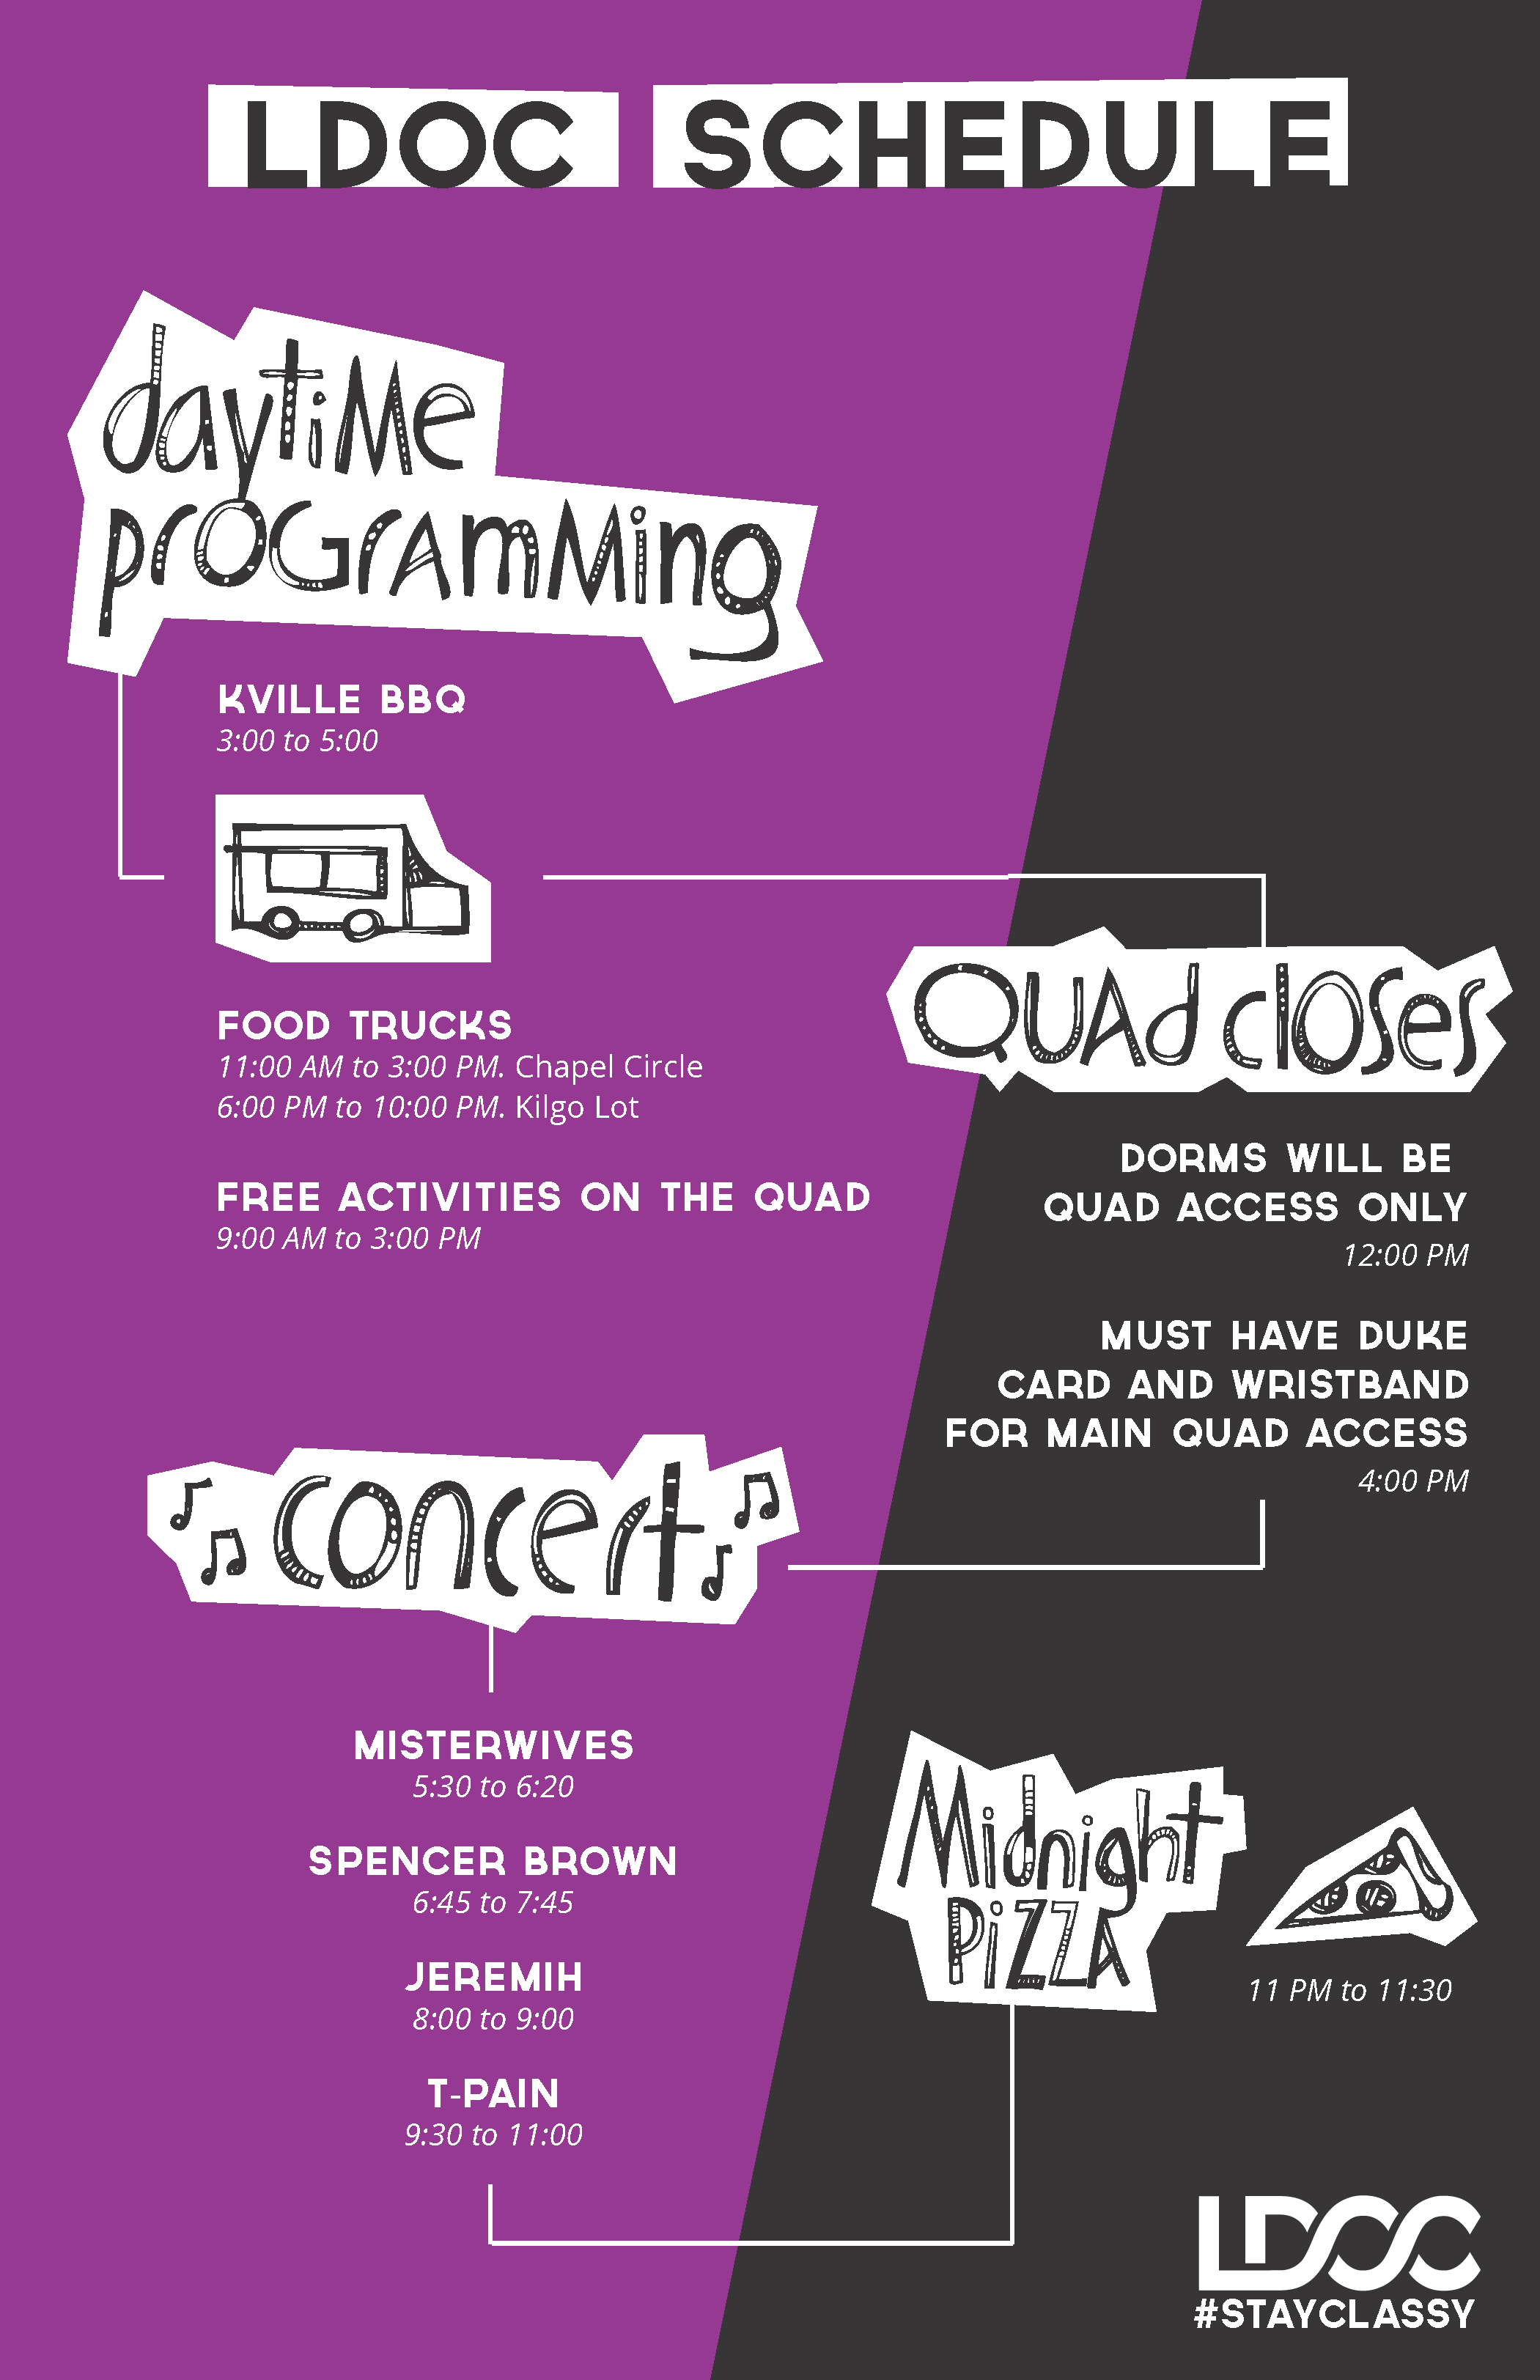 LDOC SCHEDULE
daytime
programming
KVILLE BBQ
3:00 to 5:00
FOOD TRUCKS
11:00 AM to 3:00 PM. Chapel Circle
6:00 PM to 10:00 PM. Kilgo Lot
FREE ACTIVITIES ON THE QUAD
9:00 AM to 3:00 PM
Quad closes
DORMS WILL BE
QUAD ACCESS ONLY
12:00 PM
MUST HAVE DUKE
CARD AND WRISTBAND
FOR MAIN QUAD ACCESS
4:00 PM
concert
MISTERWIVES
5:30 to 6:20
SPENCER BROWN
6:45 to 7:45
JEREMIH
8:00 to 9:00
T-PAIN
9:30 to 11:00
Midnight
Pizza
11 PM to 11:30
LDOC
#STAYCLASSY